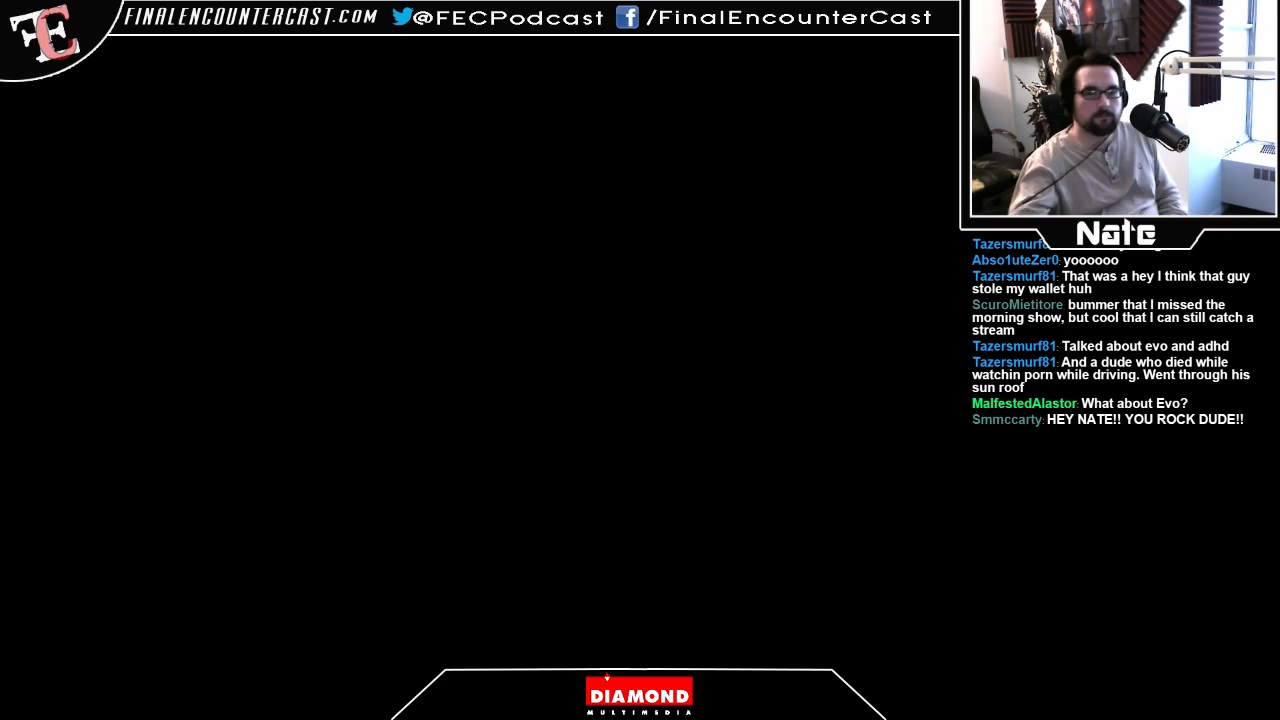 FINALENCOUNTERCAST.COM @FECPodcast /FinalEncounterCast
FEC
Nate
Tazersmurf
Abso1uteZer0: yoooooo
Tazersmurf81: That was a hey I think that guy
stole my wallet huh
ScuroMietitore: bummer that I missed the
morning show, but cool that I can still catch a
stream
Tazersmurf81: Talked about evo and adhd
Tazersmurf81: And a dude who died while
watchin porn while driving. Went through his
sun roof
MalfestedAlastor: What about Evo?
Smmccarty: HEY NATE!! YOU ROCK DUDE!!
DIAMOND
MULTIMEDIA